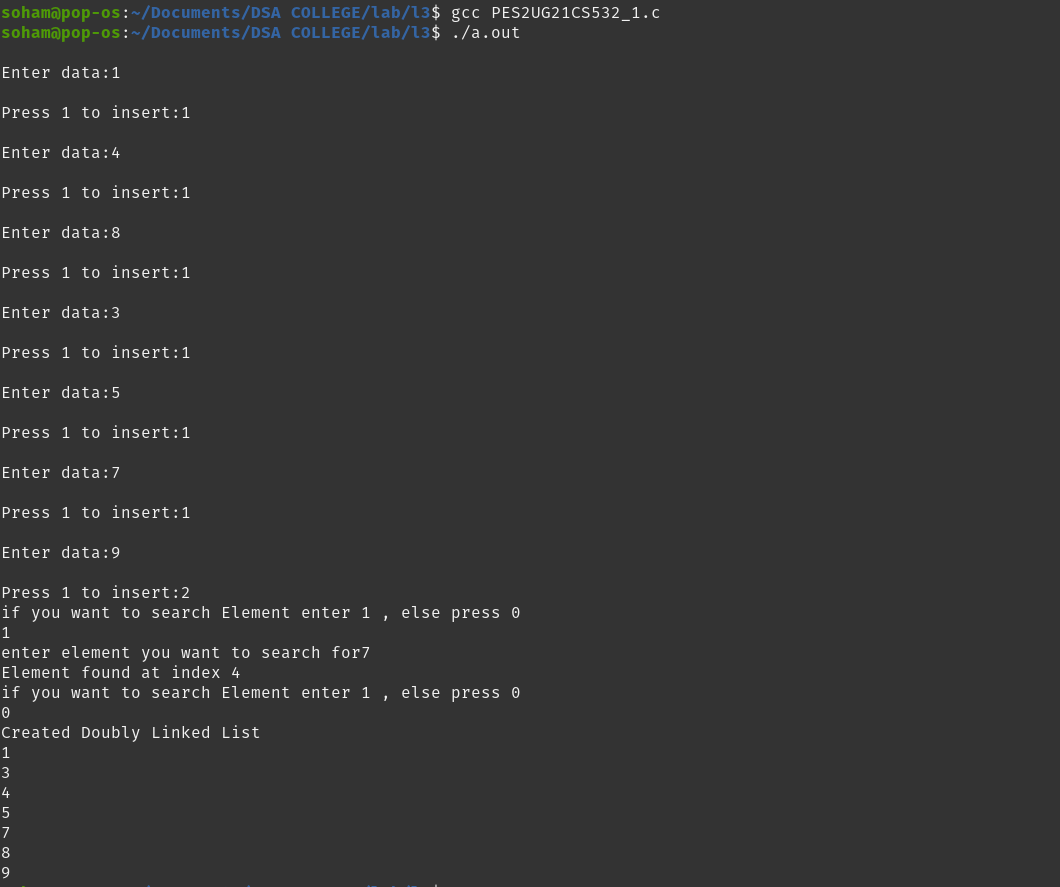 soham@pop-os:~/Documents/DSA COLLEGE/lab/l3$ gcc PES2UG21CS532_1.c
soham@pop-os:~/Documents/DSA COLLEGE/lab/l3$ ./a.out
Enter data:1
Press 1 to insert:1
Enter data:4
Press 1 to insert:1
Enter data:8
Press 1 to insert:1
Enter data:3
Press 1 to insert:1
Enter data:5
Press 1 to insert:1
Enter data:7
Press 1 to insert:1
Enter data:9
Press 1 to insert:2
if you want to search Element enter 1 , else press 0
1
enter element you want to search for7
Element found at index 4
if you want to search Element enter 1 , else press 0
0
Created Doubly Linked List
1
3
4
5
7
8
9